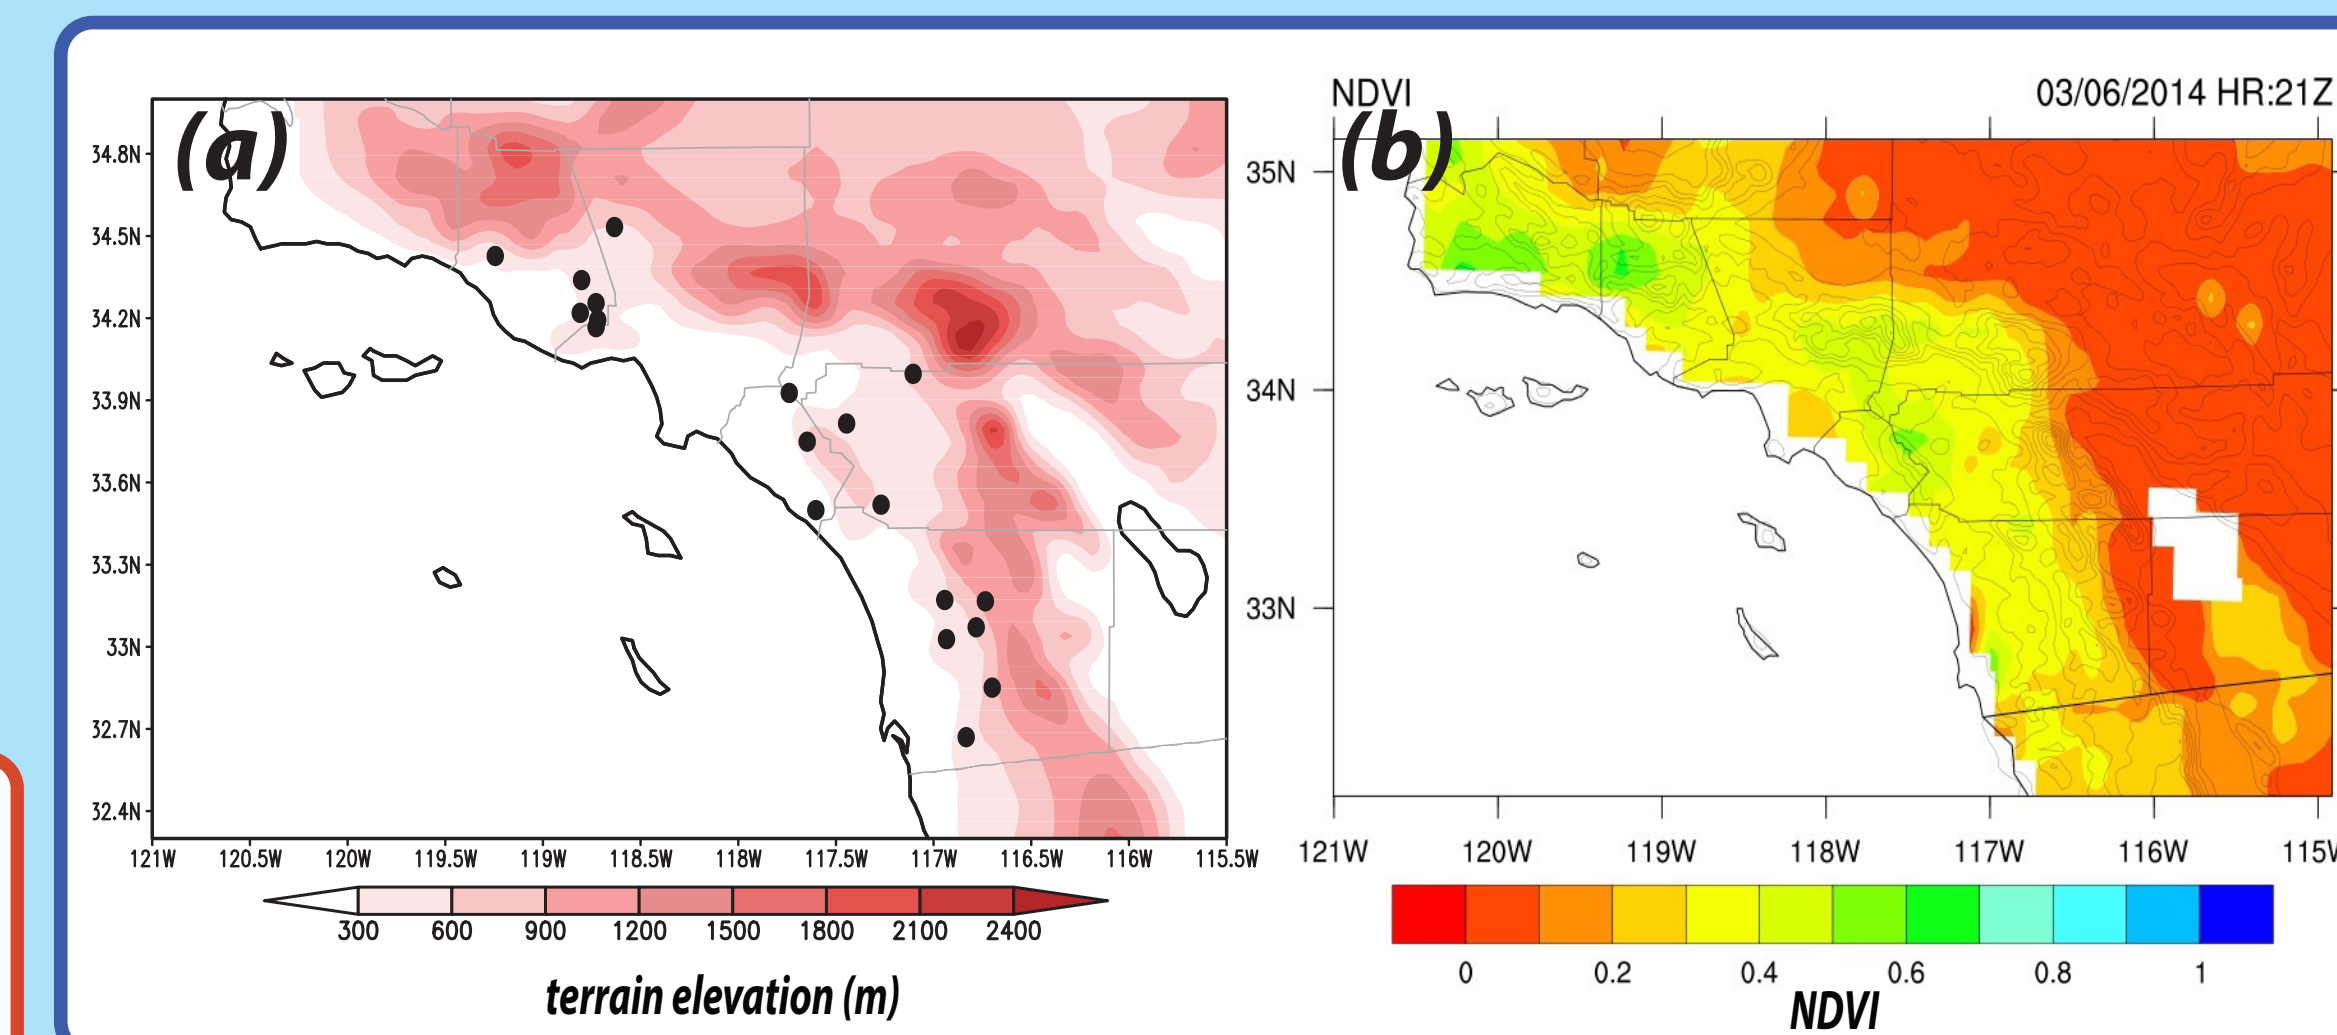 (a)
34.8N
34.5N
34.2N
33.9N
33.6N
33.3N
33N
32.7N
32.4N
121W 120.5W 120W 119.5W 119W 118.5W 118W 117.5W 117W 116.5W 116W 115.5W
300 600 900 1200 1500 1800 2100 2400
terrain elevation (m)
NDVI 03/06/2014 HR:21Z
(b)
35N
34N
33N
121W 120W 119W 118W 117W 116W 115W
0 0.2 0.4 0.6 0.8 1
NDVI